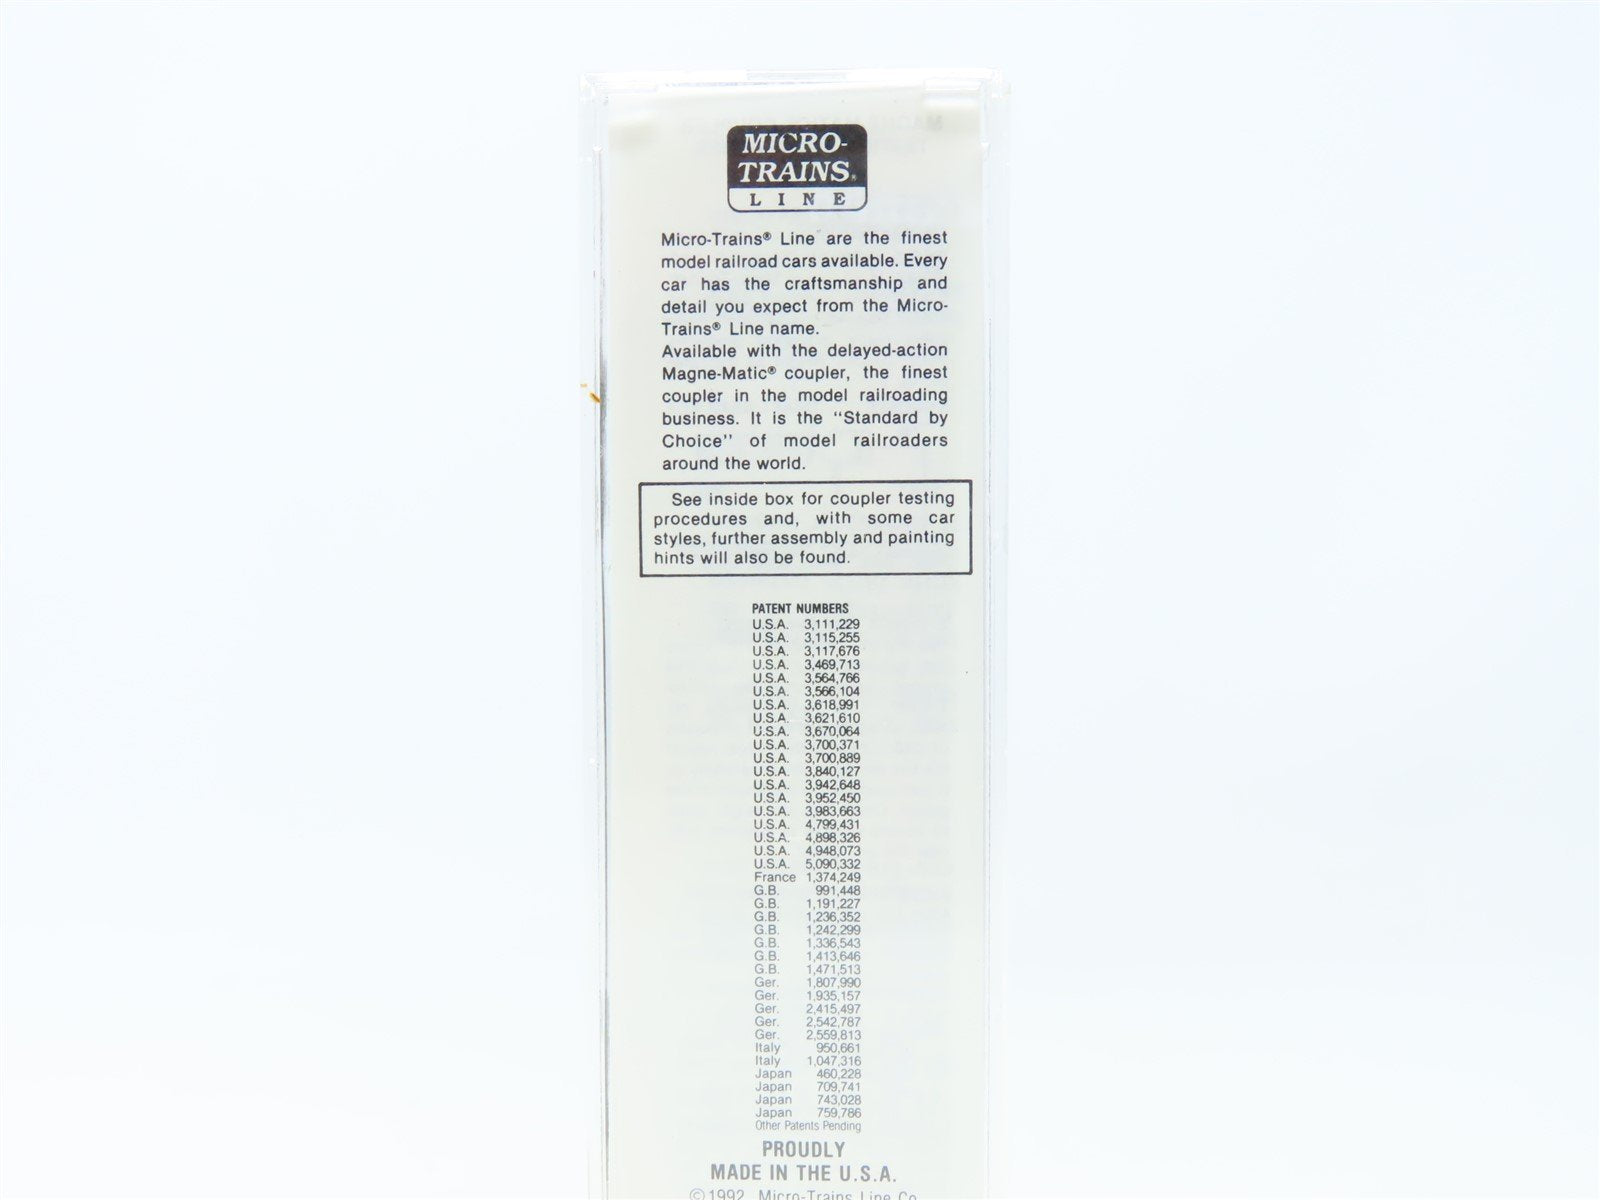 MICRO-
TRAINS®
LINE
Micro-Trains® Line are the finest
model railroad cars available. Every
car has the craftsmanship and
detail you expect from the Micro-
Trains® Line name.
Available with the delayed-action
Magne-Matic® coupler, the finest
coupler in the model railroading
business. It is the "Standard by
Choice" of model railroaders
around the world.
See inside box for coupler testing
procedures and, with some car
styles, further assembly and painting
hints will also be found.
PATENT NUMBERS
U.S.A. 3,111,229
U.S.A. 3,115,255
U.S.A. 3,117,676
U.S.A. 3,469,713
U.S.A. 3,564,766
U.S.A. 3,566,104
U.S.A. 3,618,991
U.S.A. 3,621,610
U.S.A. 3,670,064
U.S.A. 3,700,371
U.S.A. 3,700,889
U.S.A. 3,840,127
U.S.A. 3,942,648
U.S.A. 3,952,450
U.S.A. 3,983,663
U.S.A. 4,799,431
U.S.A. 4,898,326
U.S.A. 4,948,073
U.S.A. 5,090,332
France 1,374,249
G.B. 991,448
G.B. 1,191,227
G.B. 1,236,352
G.B. 1,242,299
G.B. 1,336,543
G.B. 1,413,646
G.B. 1,471,513
Ger. 1,807,990
Ger. 1,935,157
Ger. 2,415,497
Ger. 2,542,787
Ger. 2,559,813
Italy 950,661
Italy 1,047,316
Japan 460,228
Japan 709,741
Japan 743,028
Japan 759,786
Other Patents Pending
PROUDLY
MADE IN THE U.S.A.
©1992 Micro-Trains Line Co.